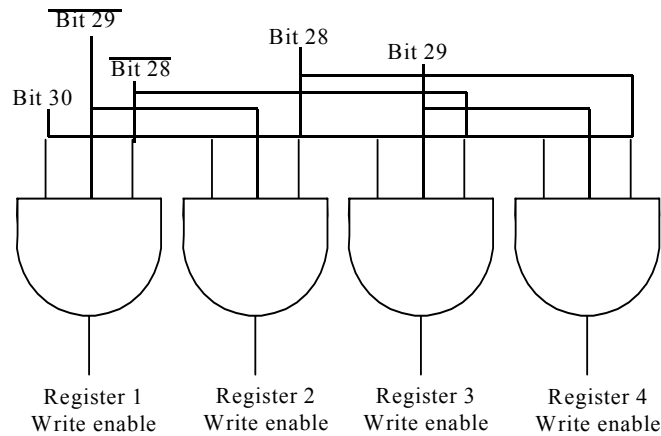 Bit 29
Bit 28
Bit 28
Bit 29
Bit 30
Register 1
Write enable
Register 2
Write enable
Register 3
Write enable
Register 4
Write enable